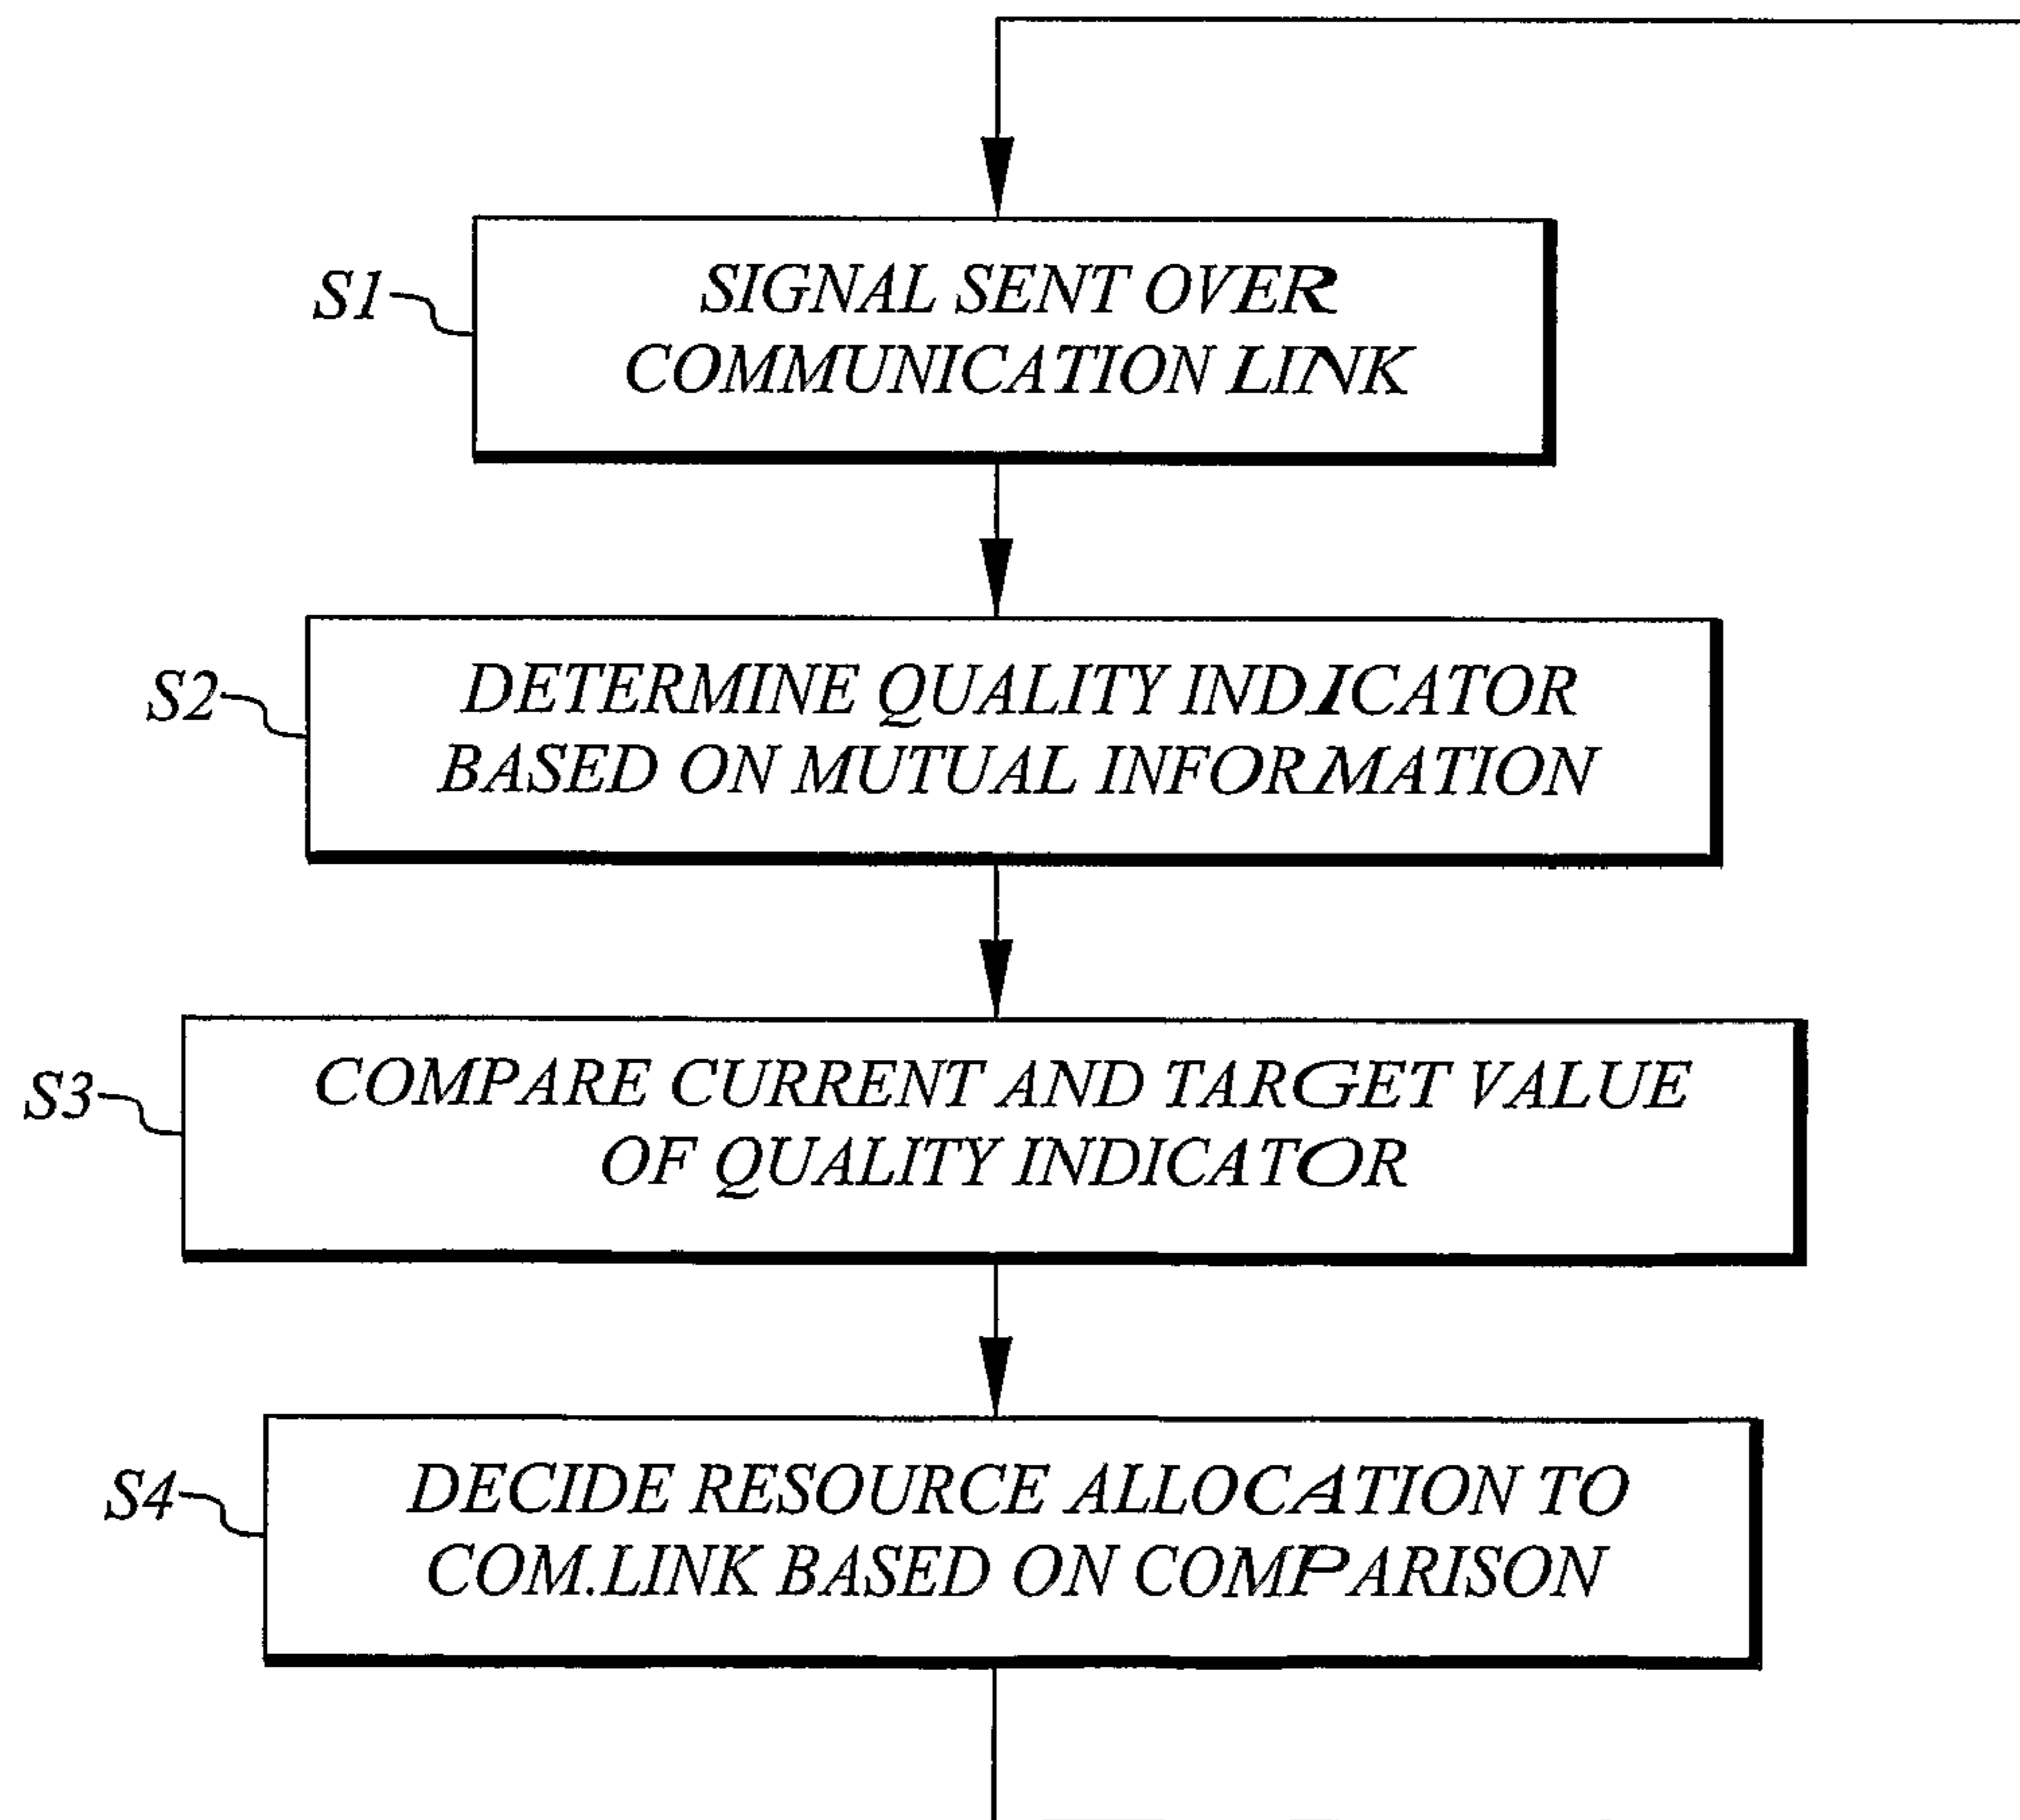 S1
SIGNAL SENT OVER
COMMUNICATION LINK
S2
DETERMINE QUALITY INDICATOR
BASED ON MUTUAL INFORMATION
S3
COMPARE CURRENT AND TARGET VALUE
OF QUALITY INDICATOR
S4
DECIDE RESOURCE ALLOCATION TO
COM.LINK BASED ON COMPARISON